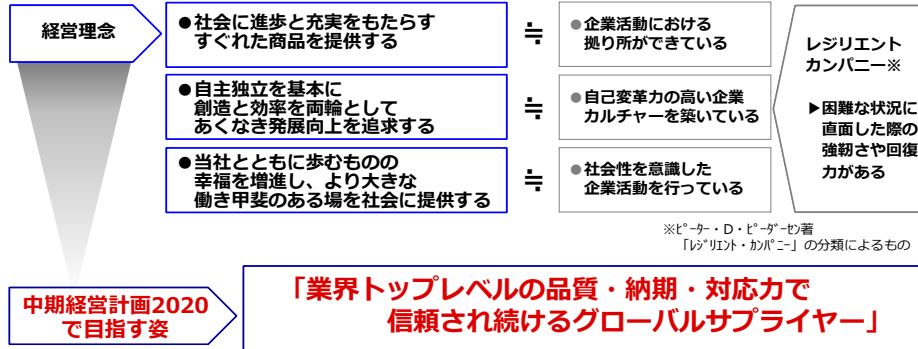 経営理念
●社会に進歩と充実をもたらす
すぐれた商品を提供する
≒
●企業活動における
拠り所ができている
●自主独立を基本に
創造と効率を両輪として
あくなき発展向上を追求する
≒
●自己変革力の高い企業
カルチャーを築いている
●当社とともに歩むものの
幸福を増進し、より大きな
働き甲斐のある場を社会に提供する
≒
●社会性を意識した
企業活動を行っている
レジリエント
カンパニー※
▶困難な状況に
直面した際の
強靭さや回復
力がある
※ﾋﾟｰﾀｰ・D・ﾋﾟｰﾀﾞｰｾﾝ著
「ﾚｼﾞﾘｴﾝﾄ・ｶﾝﾊﾟﾆｰ」の分類によるもの
中期経営計画2020
で目指す姿
「業界トップレベルの品質・納期・対応力で
信頼され続けるグローバルサプライヤー」